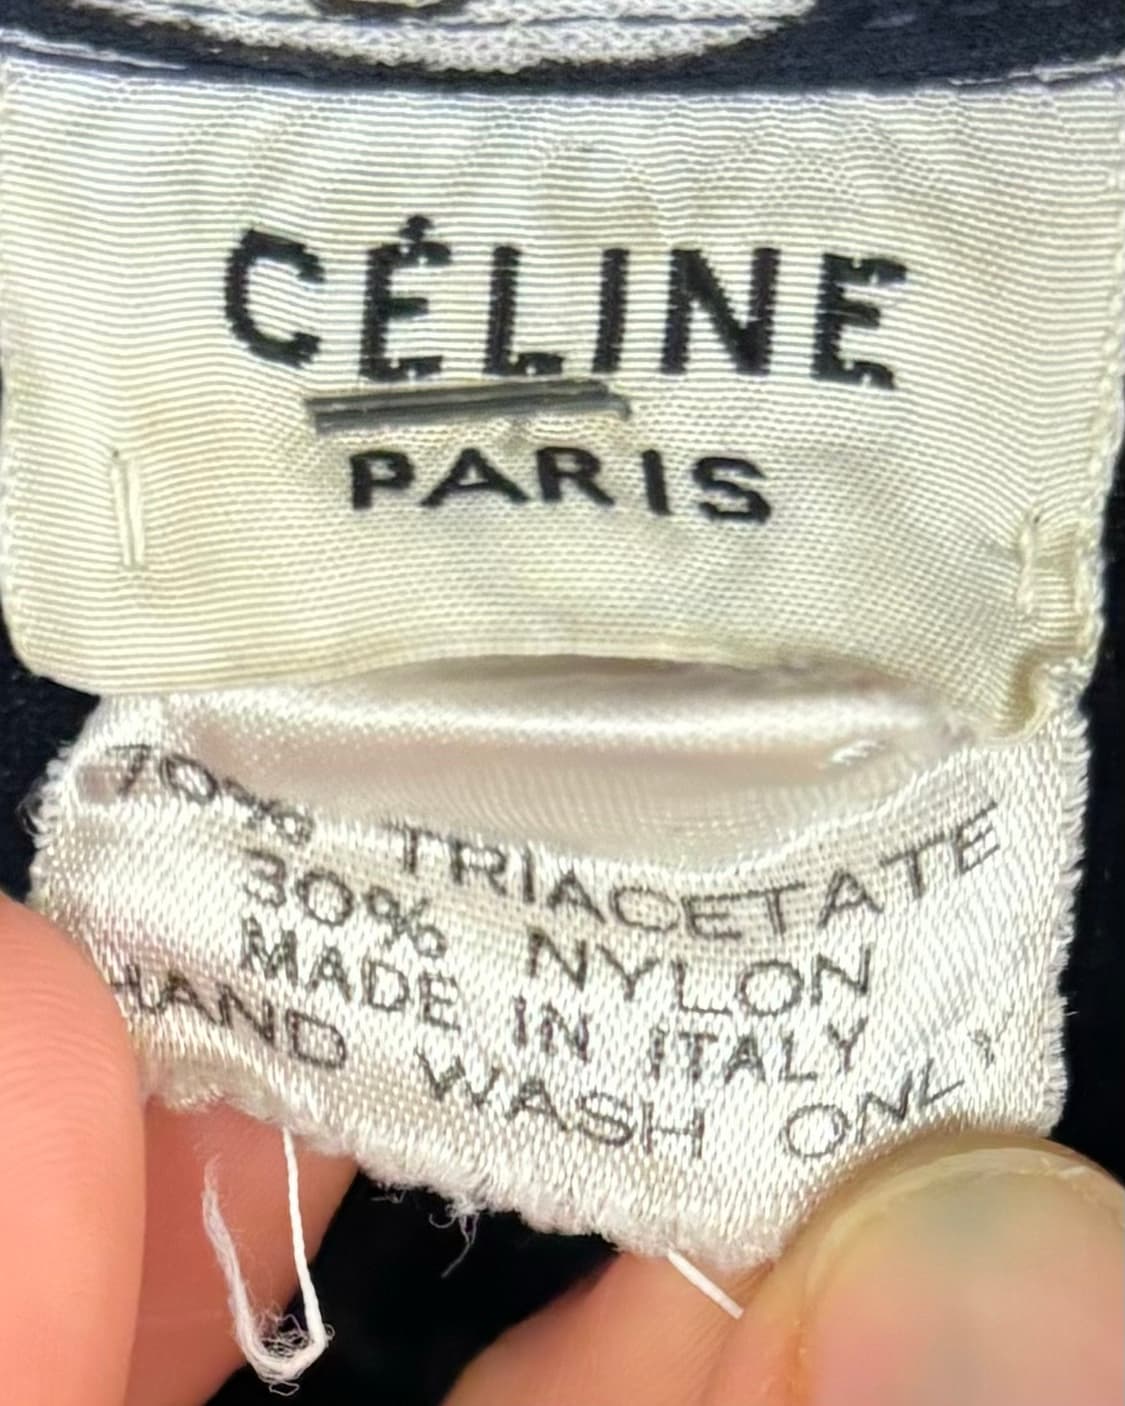 CÉLINE
PARIS
70% TRIACETATE
30% NYLON
MADE IN ITALY
HAND WASH ONLY